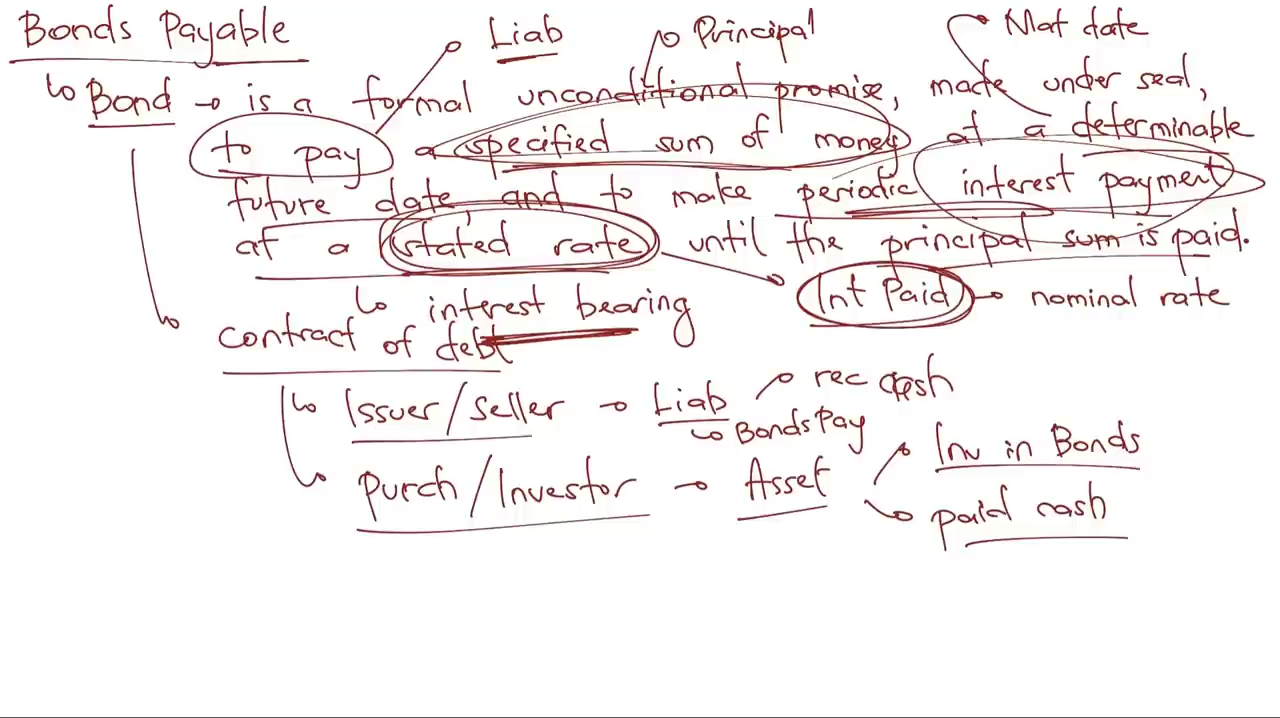 Bonds Payable
Liab
Principal
Mat date
Bond → is a formal unconditional promise, made under seal,
to pay a specified sum of money at a determinable
future date, and to make periodic interest payment
at a stated rate until the principal sum is paid.
Int Paid → nominal rate
interest bearing
contract of debt
Issuer/Seller → Liab
rec cash
Bonds Pay
Purch/Investor → Asset
Inv in Bonds
paid cash